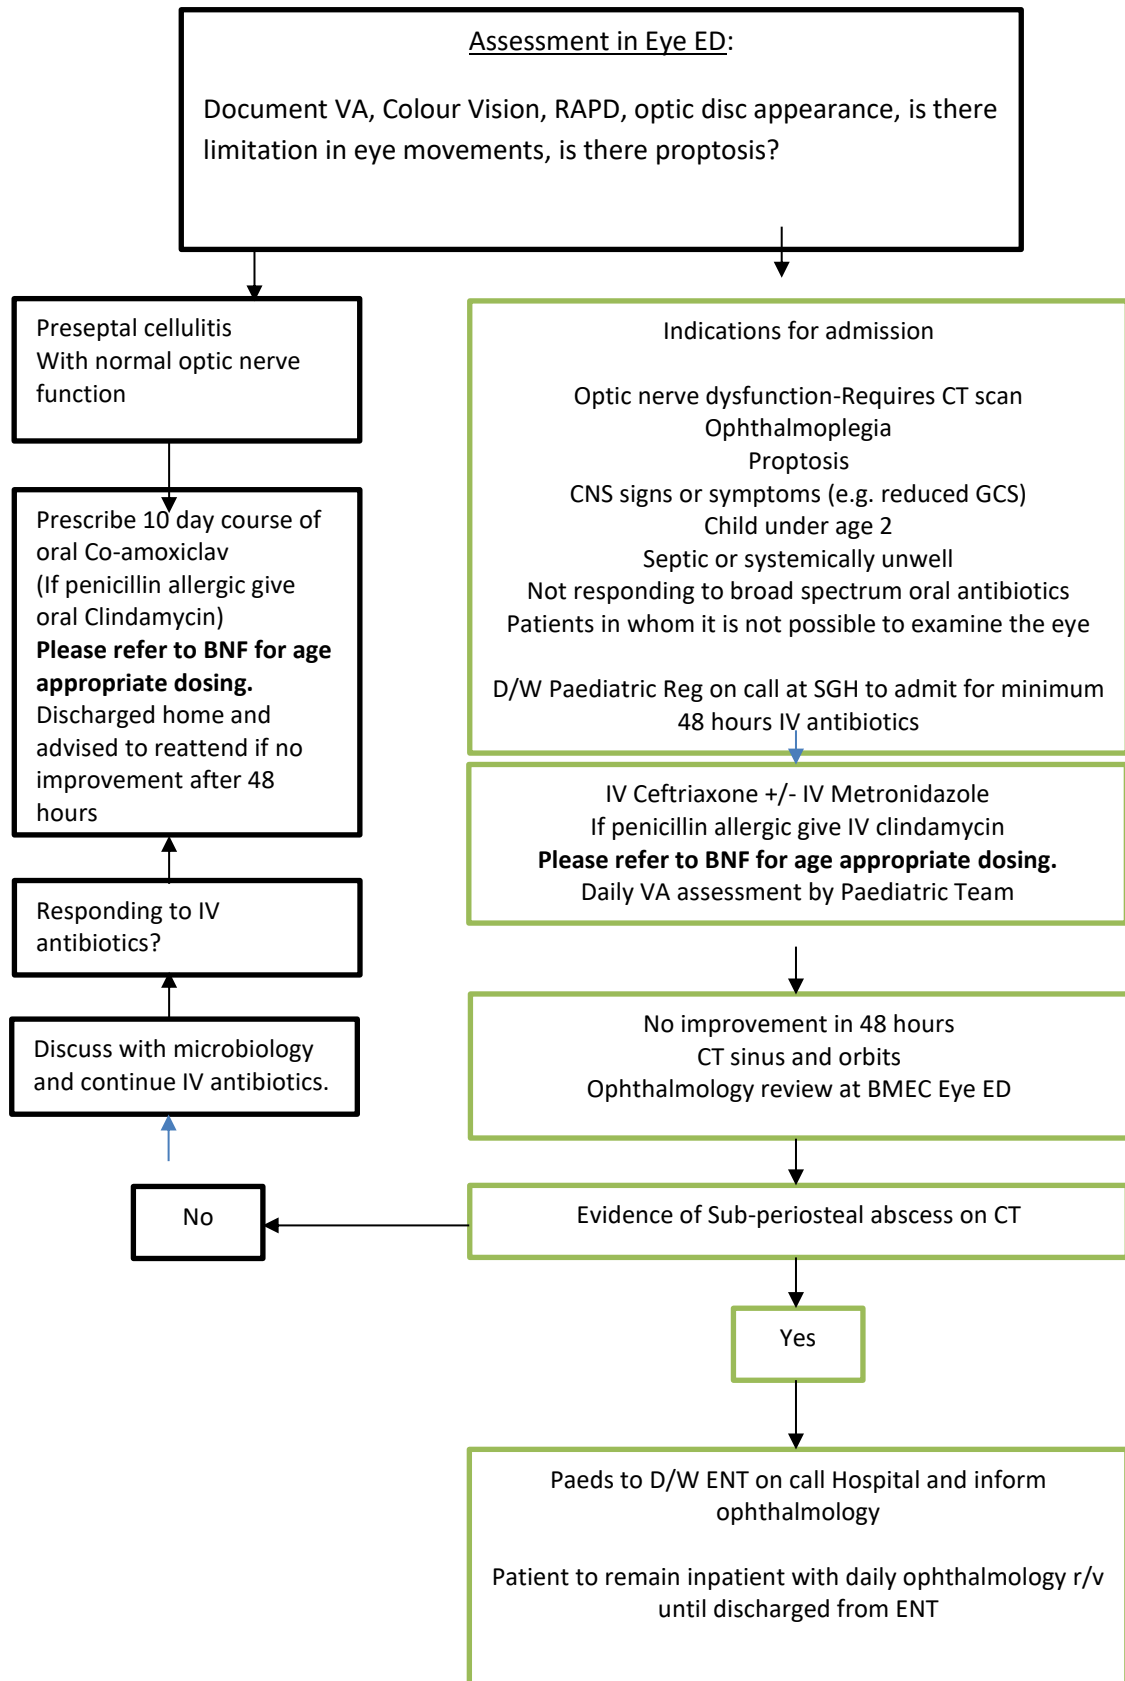 Assessment in Eye ED:
Document VA, Colour Vision, RAPD, optic disc appearance, is there
limitation in eye movements, is there proptosis?
Preseptal cellulitis
With normal optic nerve
function
Prescribe 10 day course of
oral Co-amoxiclav
(If penicillin allergic give
oral Clindamycin)
Please refer to BNF for age
appropriate dosing.
Discharged home and
advised to reattend if no
improvement after 48
hours
Responding to IV
antibiotics?
Discuss with microbiology
and continue IV antibiotics.
No
Indications for admission
Optic nerve dysfunction-Requires CT scan
Ophthalmoplegia
Proptosis
CNS signs or symptoms (e.g. reduced GCS)
Child under age 2
Septic or systemically unwell
Not responding to broad spectrum oral antibiotics
Patients in whom it is not possible to examine the eye
D/W Paediatric Reg on call at SGH to admit for minimum
48 hours IV antibiotics
IV Ceftriaxone +/- IV Metronidazole
If penicillin allergic give IV clindamycin
Please refer to BNF for age appropriate dosing.
Daily VA assessment by Paediatric Team
No improvement in 48 hours
CT sinus and orbits
Ophthalmology review at BMEC Eye ED
Evidence of Sub-periosteal abscess on CT
Yes
Paeds to D/W ENT on call Hospital and inform
ophthalmology
Patient to remain inpatient with daily ophthalmology r/v
until discharged from ENT